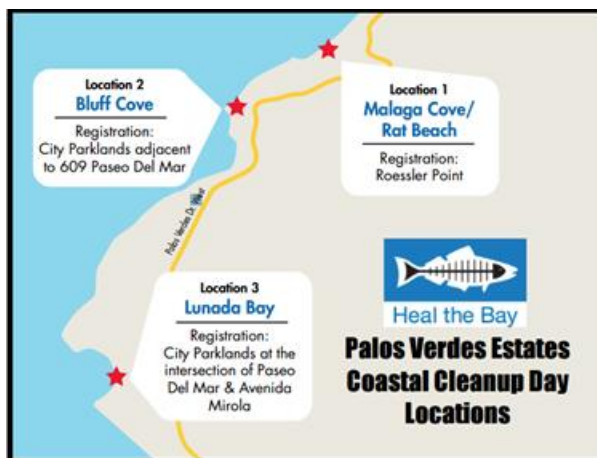 Location 1
Malaga Cove/
Rat Beach
Registration:
Roessler Point
Location 2
Bluff Cove
Registration:
City Parklands adjacent
to 609 Paseo Del Mar
Palos Verdes Dr. West
Location 3
Lunada Bay
Registration:
City Parklands at the
intersection of Paseo
Del Mar & Avenida
Mirola
Heal the Bay
Palos Verdes Estates
Coastal Cleanup Day
Locations